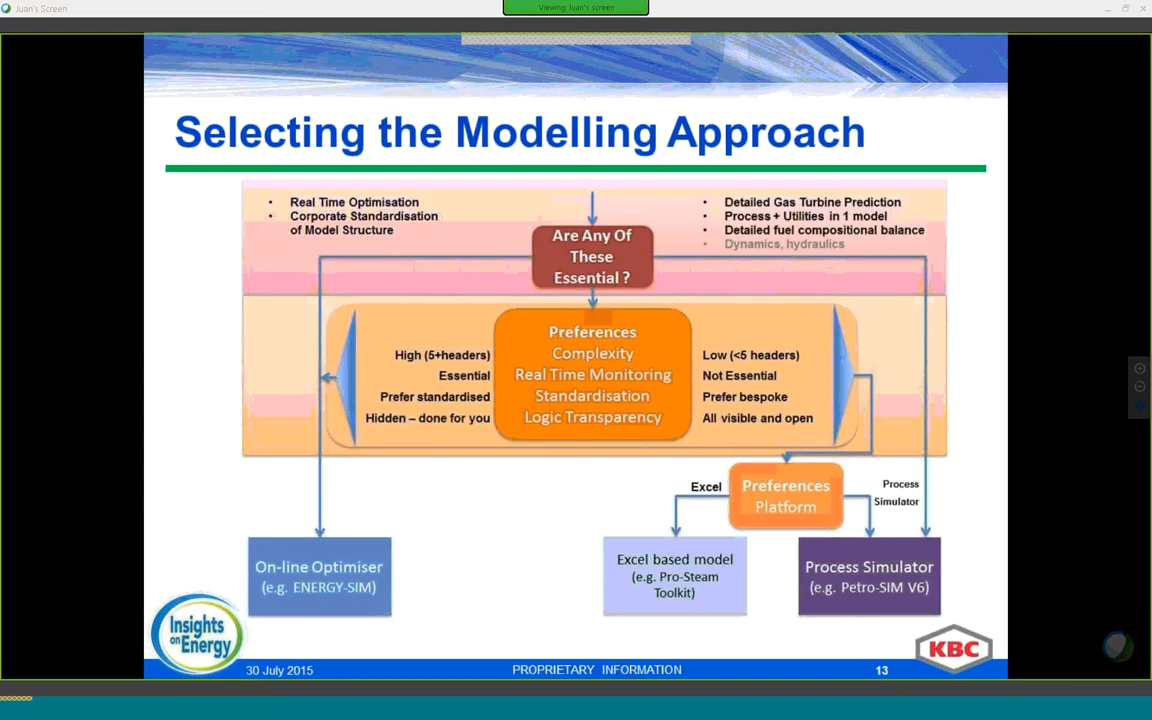 Juan's Screen
Viewing Juan's screen
Selecting the Modelling Approach
• Real Time Optimisation
• Corporate Standardisation
of Model Structure
Are Any Of
These
Essential ?
• Detailed Gas Turbine Prediction
• Process + Utilities in 1 model
• Detailed fuel compositional balance
• Dynamics, hydraulics
High (5+headers)
Essential
Prefer standardised
Hidden – done for you
Preferences
Complexity
Real Time Monitoring
Standardisation
Logic Transparency
Low (<5 headers)
Not Essential
Prefer bespoke
All visible and open
Excel
Preferences
Platform
Process
Simulator
On-line Optimiser
(e.g. ENERGY-SIM)
Excel based model
(e.g. Pro-Steam
Toolkit)
Process Simulator
(e.g. Petro-SIM V6)
Insights
on Energy
30 July 2015
PROPRIETARY INFORMATION
13
KBC